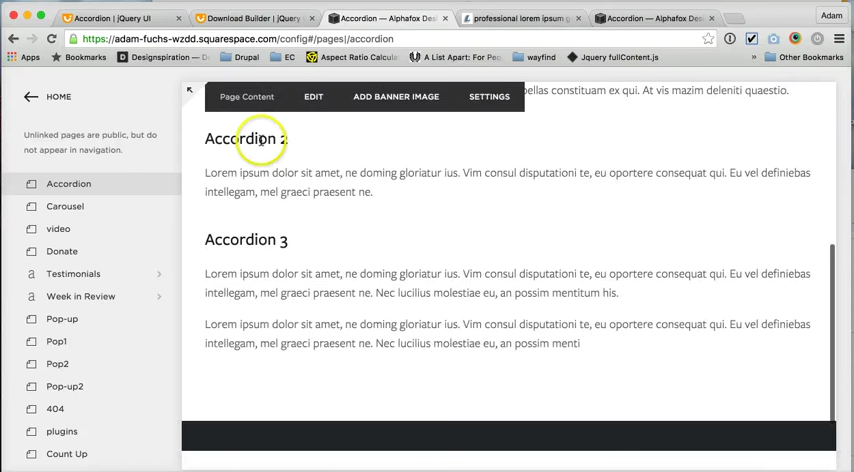 Accordion | jQuery UI
Download Builder | jQuery
Accordion — Alphafox Des
professional lorem ipsum g
Accordion — Alphafox Des
Adam
https://adam-fuchs-wzdd.squarespace.com/config#/pages|/accordion
Apps
Bookmarks
Designspiration —
Drupal
EC
Aspect Ratio Calcula
A List Apart: For Pe
wayfind
Jquery fullContent.js
»
Other Bookmarks
HOME
Page Content
EDIT
ADD BANNER IMAGE
SETTINGS
pellas constituam ex qui. At vis mazim deleniti quaestio.
Unlinked pages are public, but do
not appear in navigation.
Accordion
Carousel
video
Donate
a Testimonials
a Week in Review
Pop-up
Pop1
Pop2
Pop-up2
404
plugins
Count Up
Accordion 2
Lorem ipsum dolor sit amet, ne doming gloriatur ius. Vim consul disputationi te, eu oportere consequat qui. Eu vel definiebas
intellegam, mel graeci praesent ne.
Accordion 3
Lorem ipsum dolor sit amet, ne doming gloriatur ius. Vim consul disputationi te, eu oportere consequat qui. Eu vel definiebas
intellegam, mel graeci praesent ne. Nec lucilius molestiae eu, an possim mentitum his.
Lorem ipsum dolor sit amet, ne doming gloriatur ius. Vim consul disputationi te, eu oportere consequat qui. Eu vel definiebas
intellegam, mel graeci praesent ne. Nec lucilius molestiae eu, an possim menti